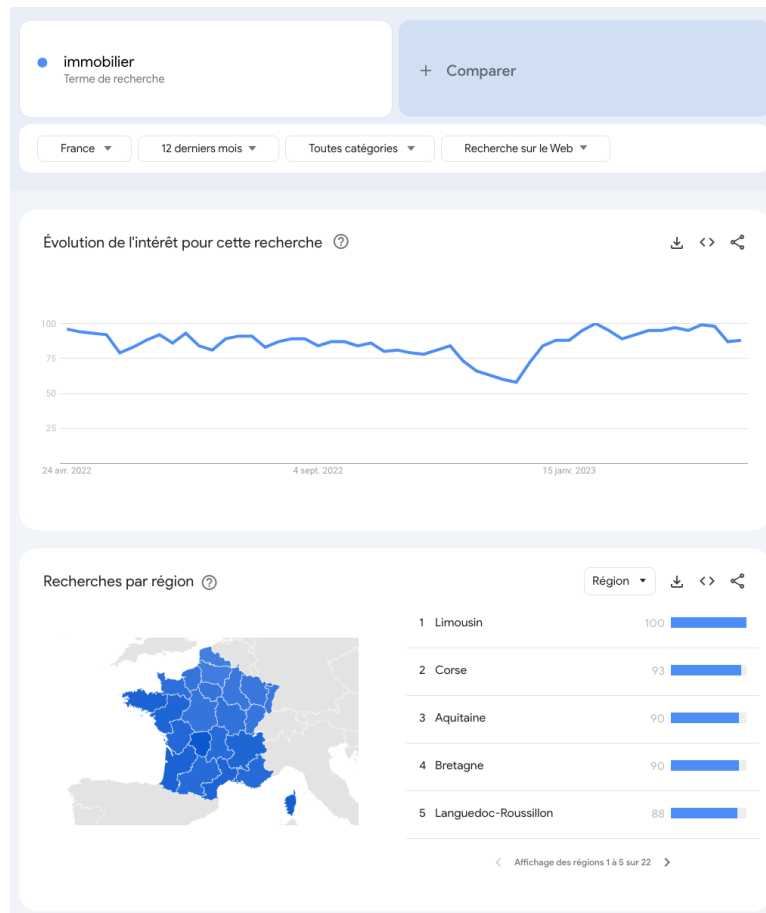 immobilier
Terme de recherche
+ Comparer
France
12 derniers mois
Toutes catégories
Recherche sur le Web
Évolution de l'intérêt pour cette recherche ?
100
75
50
25
24 avr. 2022
4 sept. 2022
15 janv. 2023
Recherches par région ?
Région
1 Limousin 100
2 Corse 93
3 Aquitaine 90
4 Bretagne 90
5 Languedoc-Roussillon 88
Affichage des régions 1 à 5 sur 22